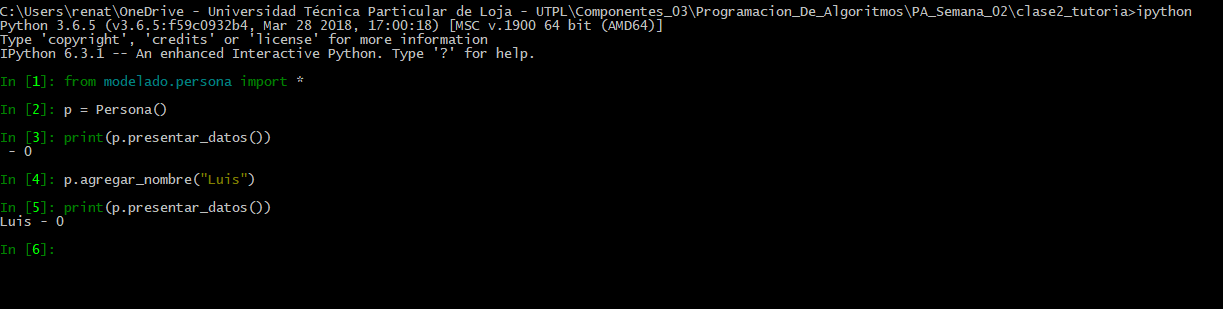 C:\Users\renat\OneDrive - Universidad Técnica Particular de Loja - UTPL\Componentes_03\Programacion_De_Algoritmos\PA_Semana_02\clase2_tutoria>ipython
Python 3.6.5 (v3.6.5:f59c0932b4, Mar 28 2018, 17:00:18) [MSC v.1900 64 bit (AMD64)]
Type 'copyright', 'credits' or 'license' for more information
IPython 6.3.1 -- An enhanced Interactive Python. Type '?' for help.
In [1]: from modelado.persona import *
In [2]: p = Persona()
In [3]: print(p.presentar_datos())
 - 0
In [4]: p.agregar_nombre("Luis")
In [5]: print(p.presentar_datos())
Luis - 0
In [6]: